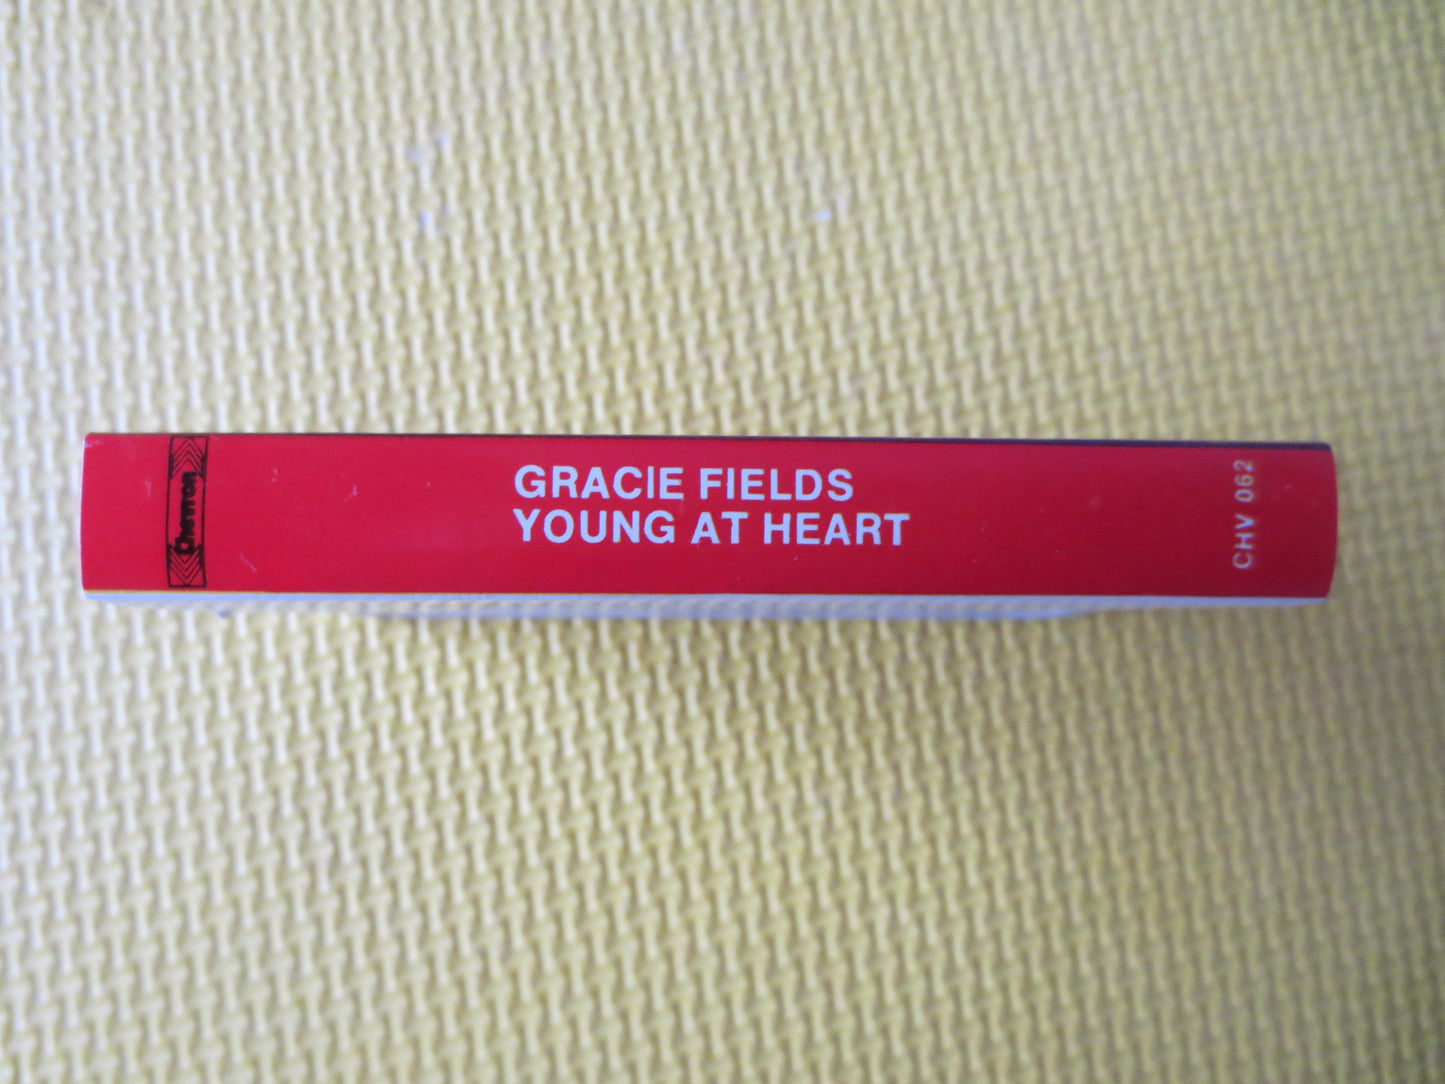 Chevron
GRACIE FIELDS
YOUNG AT HEART
CHV 062